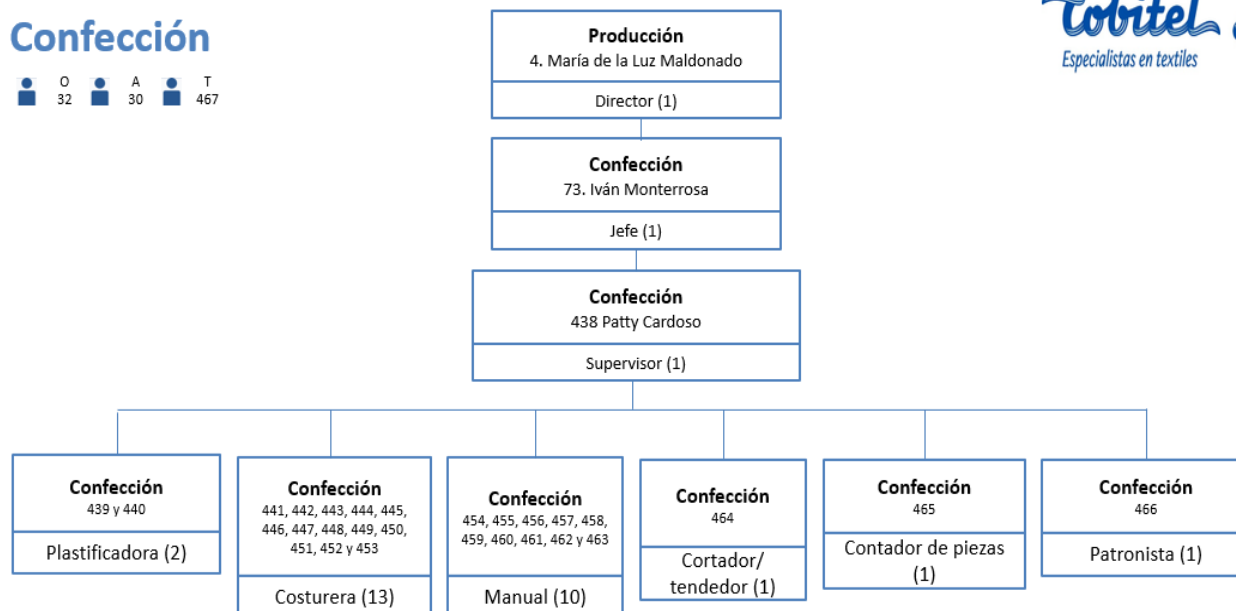 Confección
O A T
32 30 467
Cobitel
Especialistas en textiles
Producción
4. María de la Luz Maldonado
Director (1)
Confección
73. Iván Monterrosa
Jefe (1)
Confección
438 Patty Cardoso
Supervisor (1)
Confección
439 y 440
Plastificadora (2)
Confección
441, 442, 443, 444, 445,
446, 447, 448, 449, 450,
451, 452 y 453
Costurera (13)
Confección
454, 455, 456, 457, 458,
459, 460, 461, 462 y 463
Manual (10)
Confección
464
Cortador/
tendedor (1)
Confección
465
Contador de piezas
(1)
Confección
466
Patronista (1)